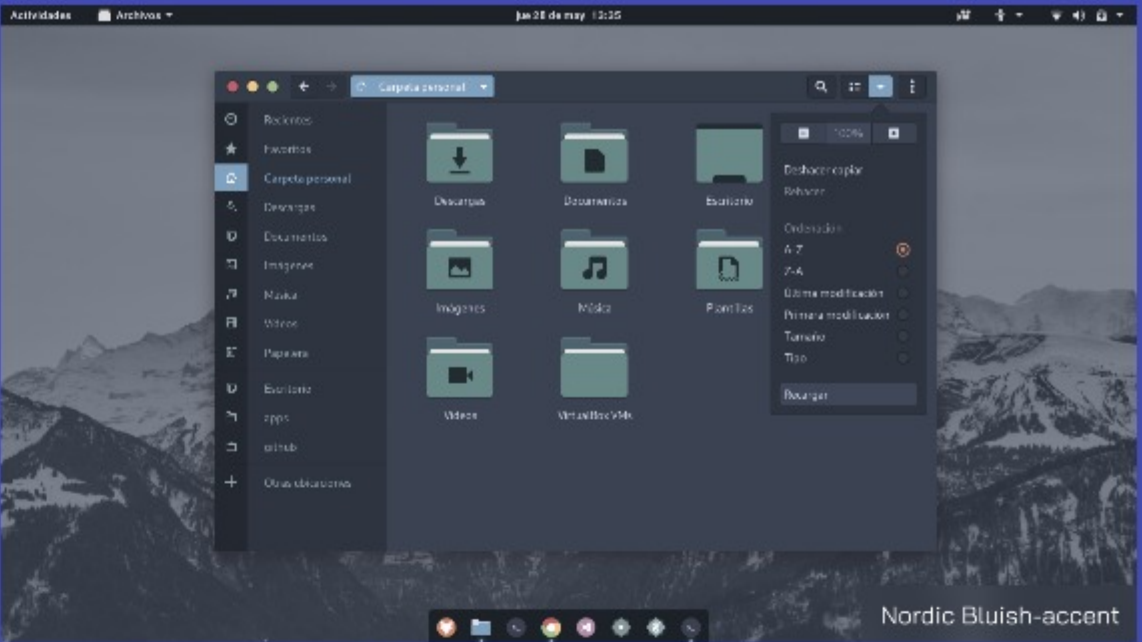 Actividades
Archivos
jue 28 de may 13:35
Carpeta personal
100%
Recientes
Favoritos
Carpeta personal
Descargas
Documentos
Imágenes
Música
Vídeos
Papelera
Escritorio
apps
github
Otras ubicaciones
Descargas
Documentos
Escritorio
Imágenes
Música
Plantillas
Vídeos
VirtualBox VMs
Deshacer copiar
Rehacer
Ordenación
A-Z
Z-A
Última modificación
Primera modificación
Tamaño
Tipo
Recargar
Nordic Bluish-accent